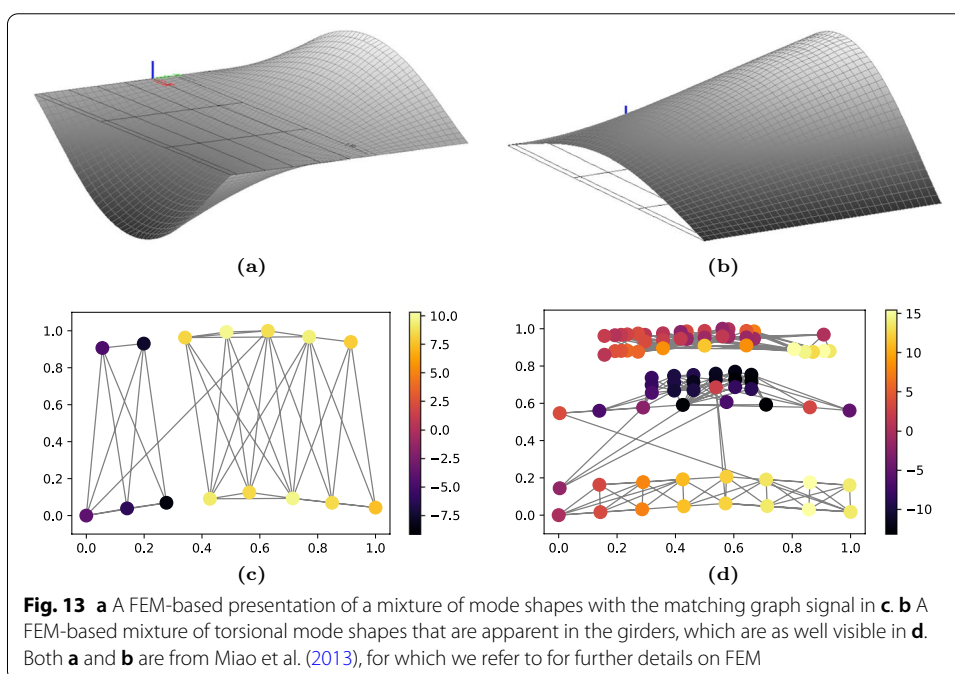 (a)
(b)
1.0
0.8
0.6
0.4
0.2
0.0
0.0 0.2 0.4 0.6 0.8 1.0
10.0
7.5
5.0
2.5
0.0
−2.5
−5.0
−7.5
(c)
1.0
0.8
0.6
0.4
0.2
0.0
0.0 0.2 0.4 0.6 0.8 1.0
15
10
5
0
−5
−10
(d)
Fig. 13 a A FEM-based presentation of a mixture of mode shapes with the matching graph signal in c. b A
FEM-based mixture of torsional mode shapes that are apparent in the girders, which are as well visible in d.
Both a and b are from Miao et al. (2013), for which we refer to for further details on FEM